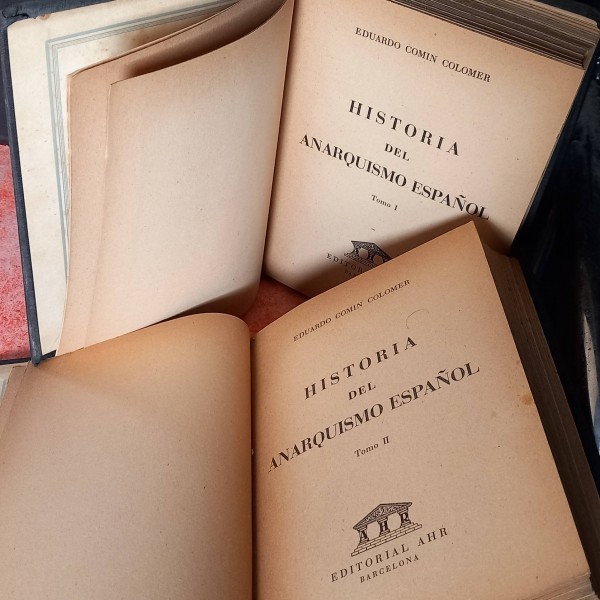 EDUARDO COMIN COLOMER
HISTORIA
DEL
ANARQUISMO ESPAÑOL
Tomo I
EDUARDO COMIN COLOMER
HISTORIA
DEL
ANARQUISMO ESPAÑOL
Tomo II
AHR
EDITORIAL AHR
BARCELONA